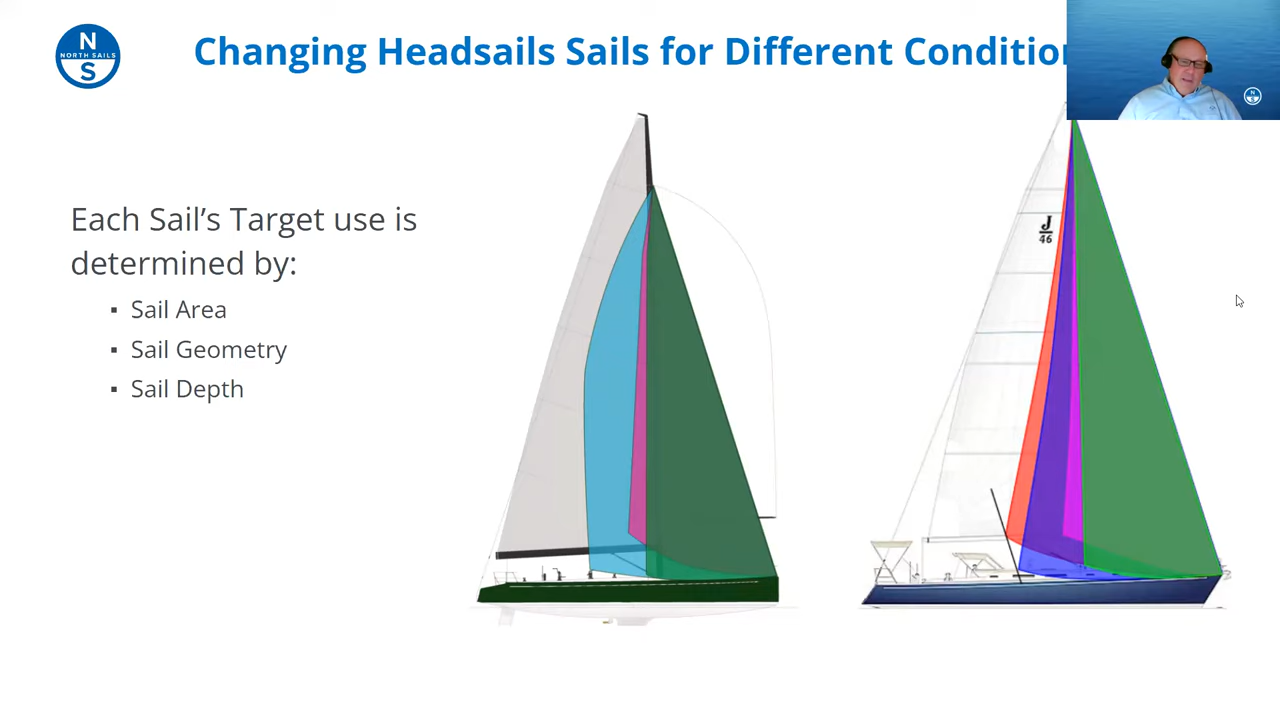 N
NORTH SAILS
S
Changing Headsails Sails for Different Condition
Each Sail's Target use is
determined by:
▪ Sail Area
▪ Sail Geometry
▪ Sail Depth
J
46